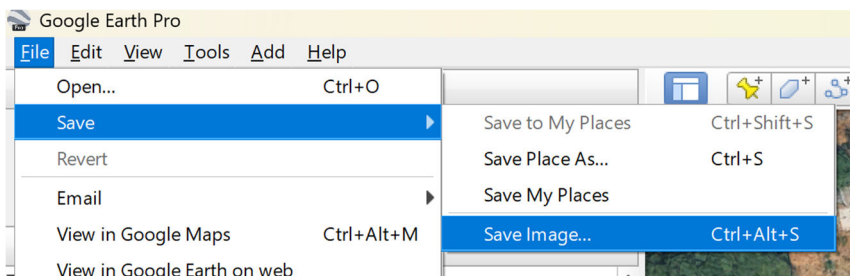 Google Earth Pro
File Edit View Tools Add Help
Open... Ctrl+O
Save
Revert
Email
View in Google Maps Ctrl+Alt+M
View in Google Earth on web
Save to My Places Ctrl+Shift+S
Save Place As... Ctrl+S
Save My Places
Save Image... Ctrl+Alt+S